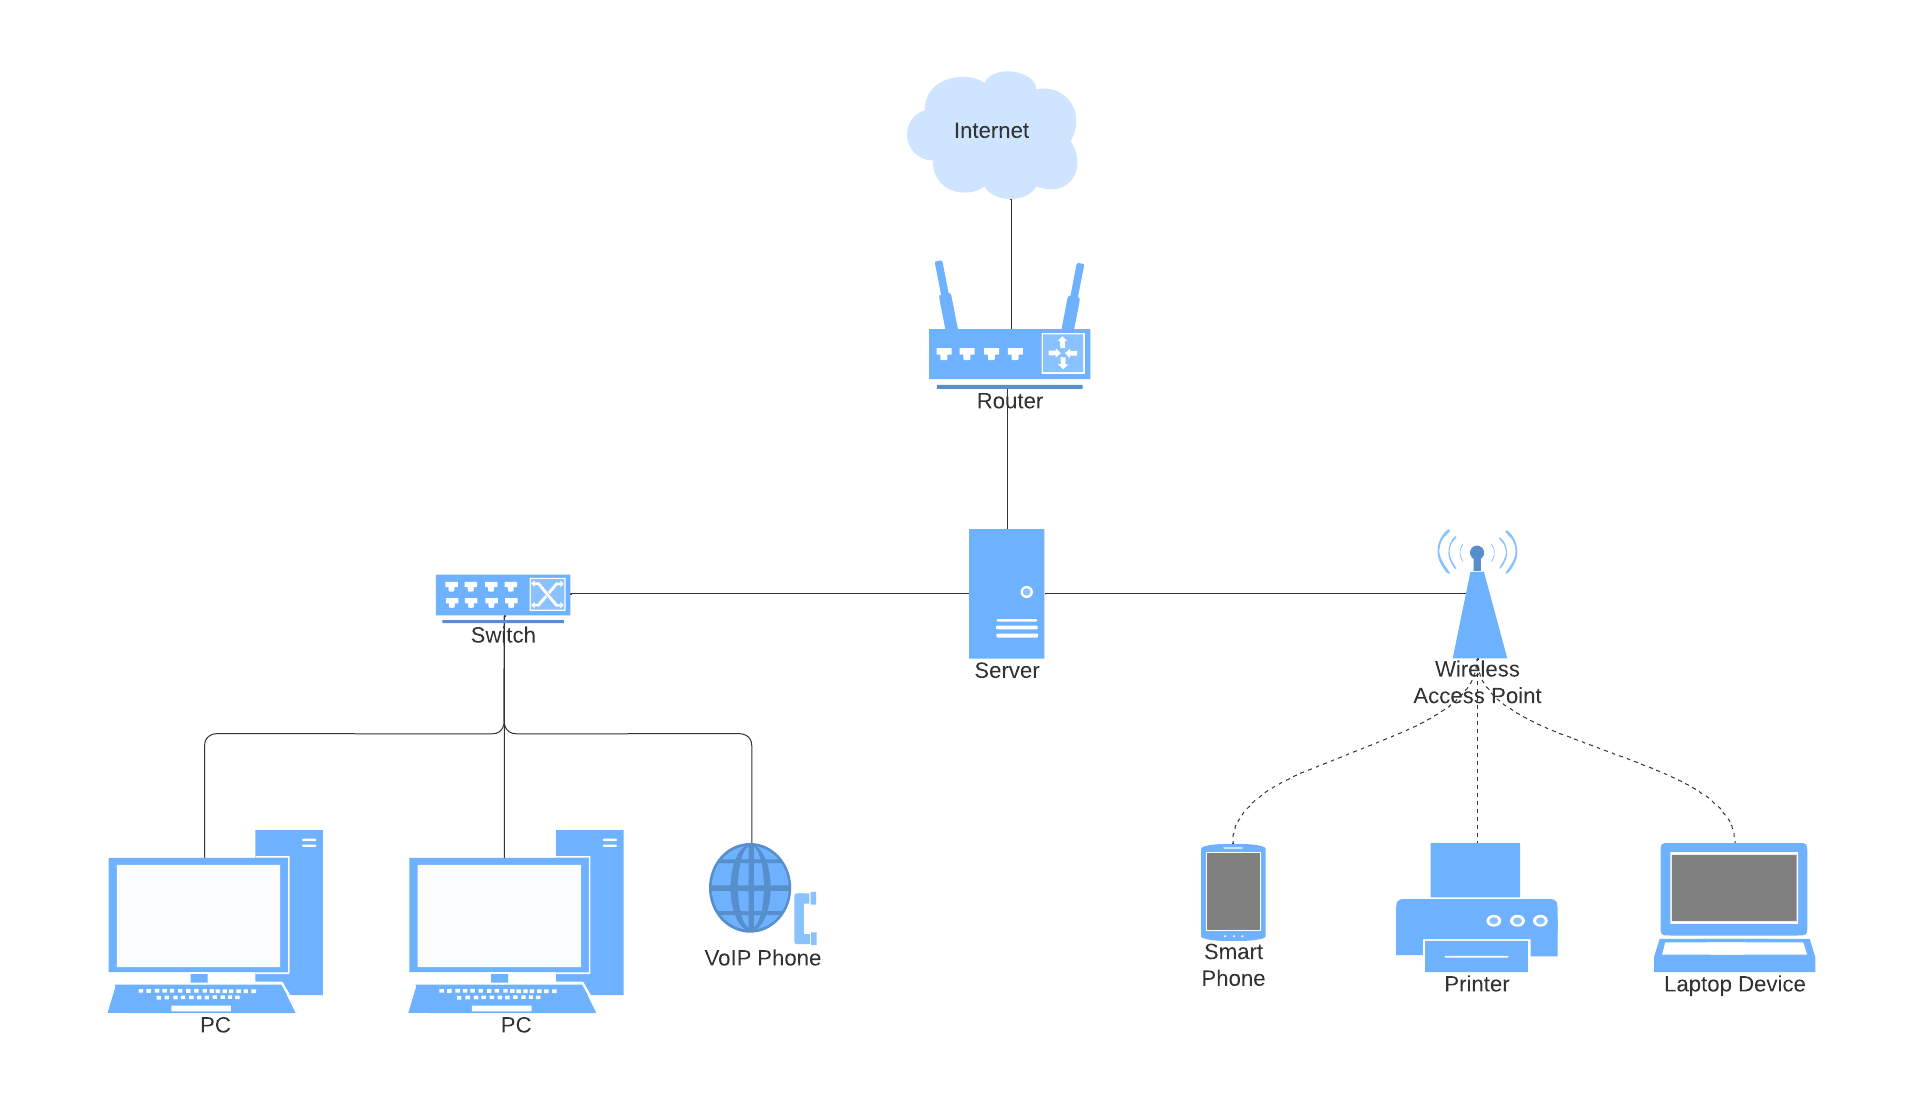 Internet
Router
Switch
Server
Wireless
Access Point
PC
PC
VoIP Phone
Smart
Phone
Printer
Laptop Device